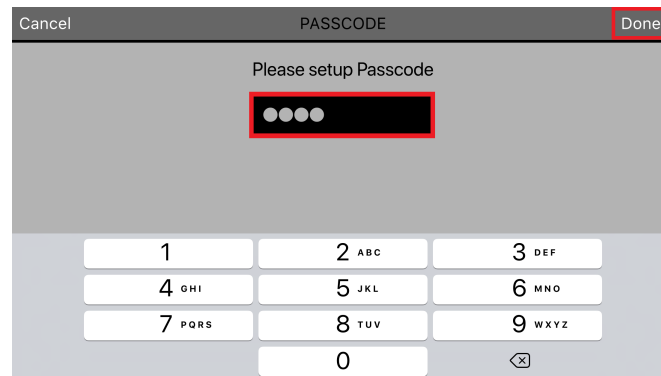 Cancel PASSCODE Done
Please setup Passcode
1 2 ABC 3 DEF
4 GHI 5 JKL 6 MNO
7 PQRS 8 TUV 9 WXYZ
0